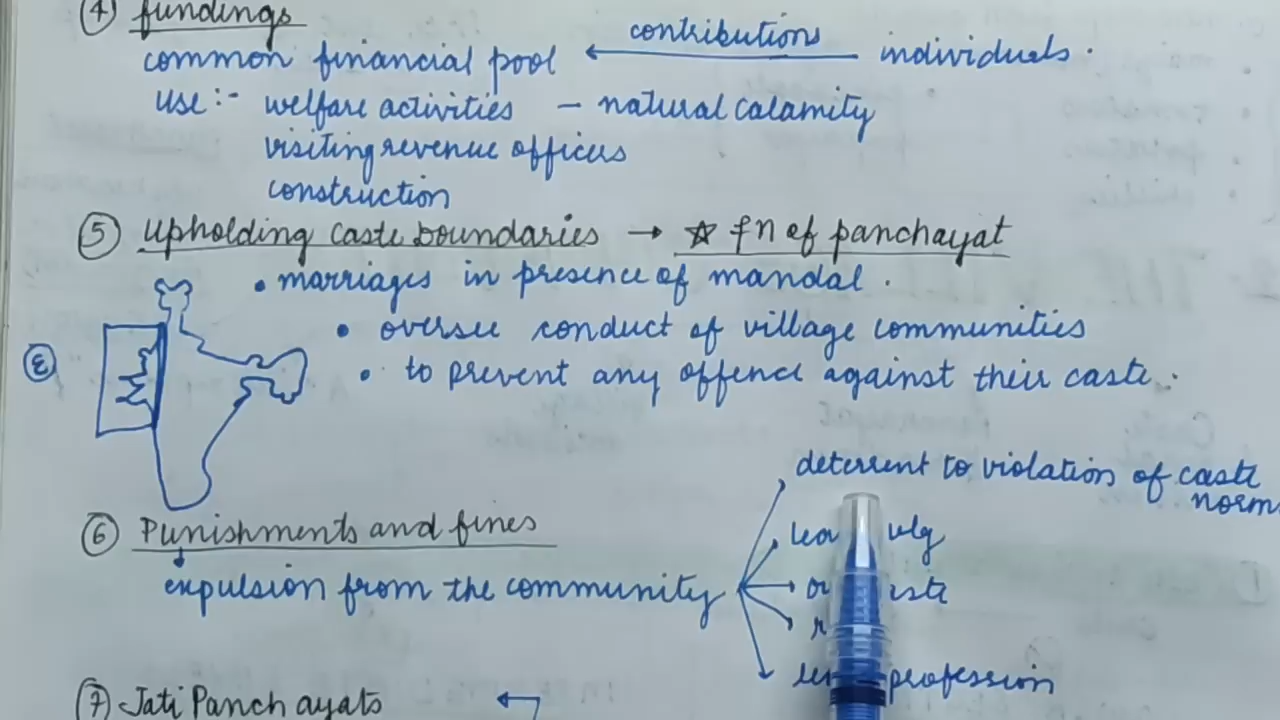 ④ fundings
common financial pool ← contributions individuals.
use:- welfare activities – natural calamity
visiting revenue officers
construction
⑤ Upholding caste boundaries → ☆ fn of panchayat
• marriages in presence of mandal.
• oversee conduct of village communities
• to prevent any offence against their caste.
deterrent to violation of caste
norm
⑥ Punishments and fines
vlg
expulsion from the community
profession
⑦ Jati Panchayats ←